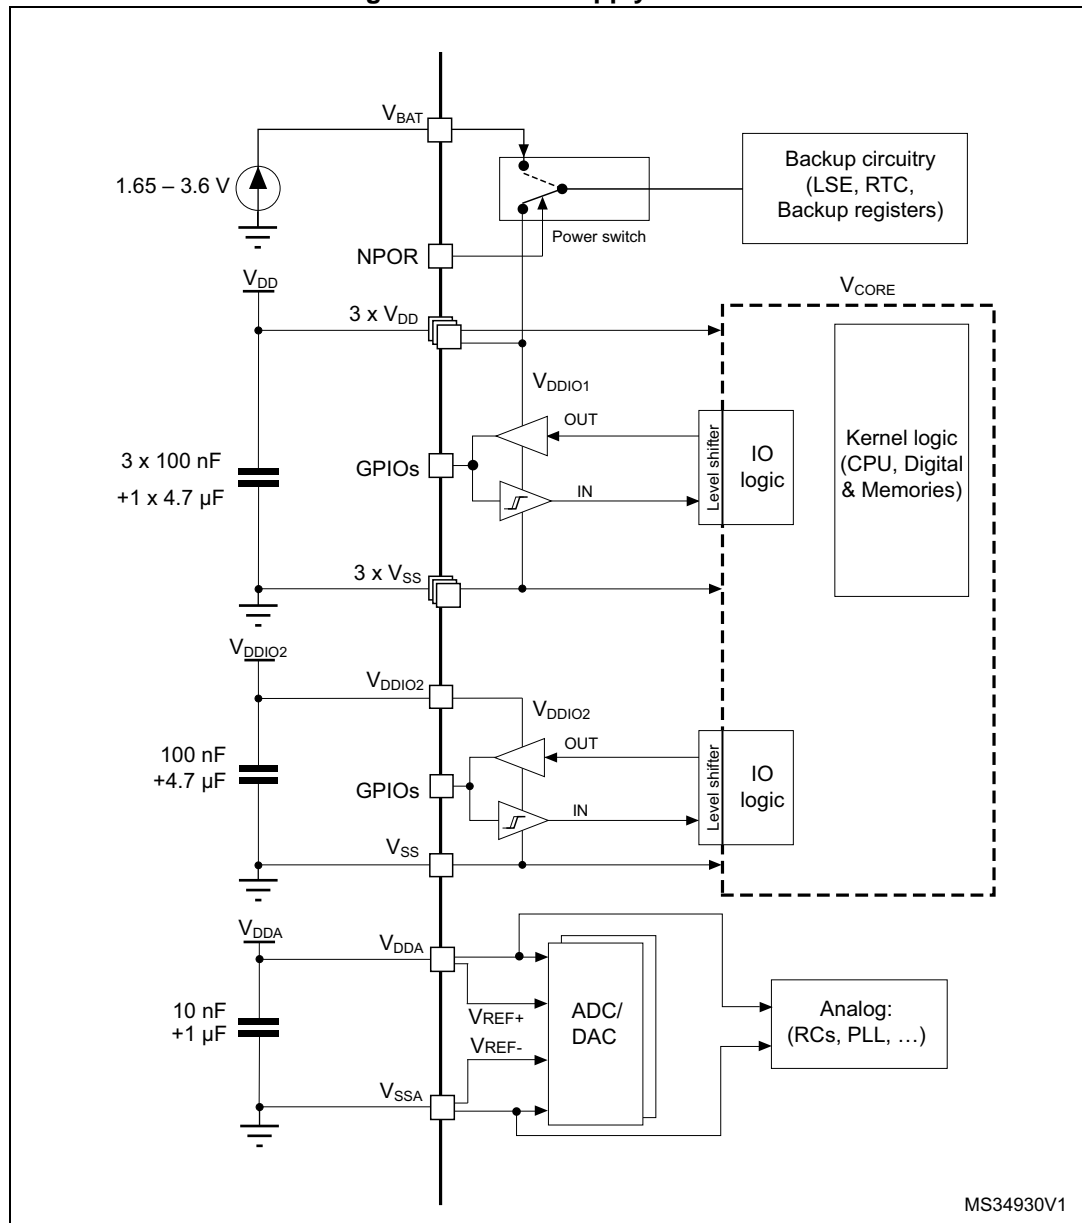 VBAT
1.65 – 3.6 V
Power switch
Backup circuitry
(LSE, RTC,
Backup registers)
NPOR
VDD
3 x VDD
VCORE
VDDIO1
OUT
GPIOs
IN
Level shifter
IO
logic
Kernel logic
(CPU, Digital
& Memories)
3 x 100 nF
+1 x 4.7 µF
3 x VSS
VDDIO2
VDDIO2
VDDIO2
OUT
GPIOs
IN
Level shifter
IO
logic
100 nF
+4.7 µF
VSS
VDDA
VDDA
10 nF
+1 µF
VREF+
VREF-
ADC/
DAC
Analog:
(RCs, PLL, …)
VSSA
MS34930V1